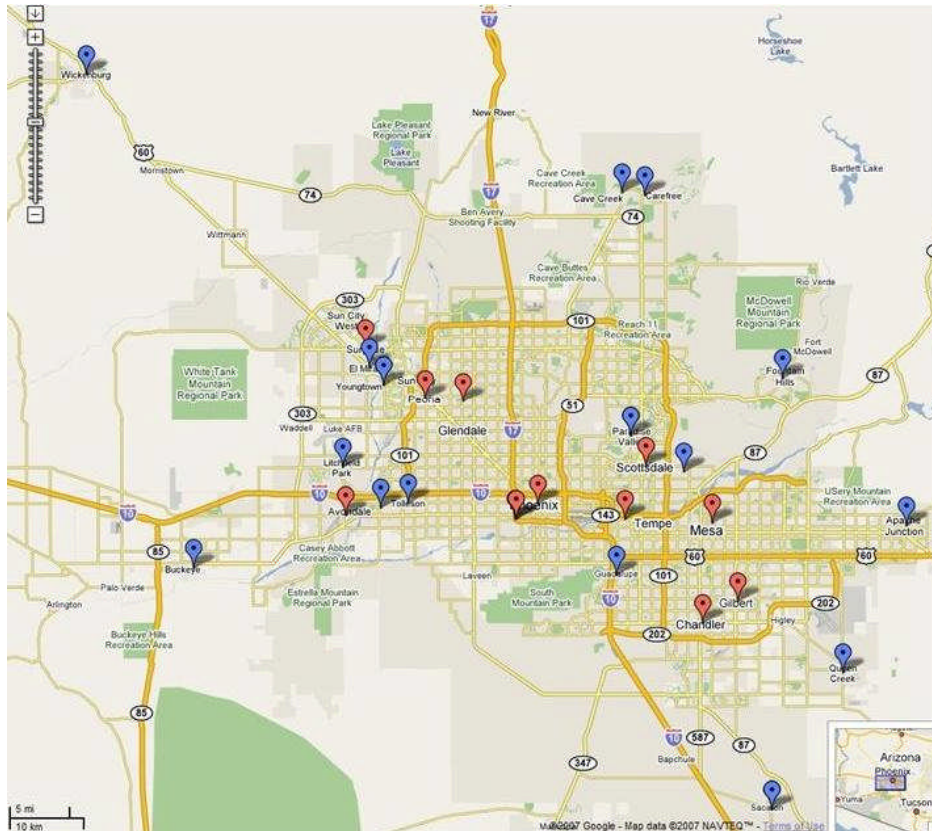 17
Horseshoe
Lake
Wickenburg
New River
Lake Pleasant
Regional Park
Lake
Pleasant
60
Morristown
Cave Creek
Recreation Area
Bartlett Lake
74
17
Cave Creek
Carefree
Ben Avery
Shooting Facility
74
Wittmann
Cave Buttes
Recreation Area
Rio Verde
303
Sun City
West
101
Reach 11
Recreation Area
McDowell
Mountain
Regional Park
Fort
McDowell
White Tank
Mountain
Regional Park
El
Youngtown
Sun
Peoria
Fountain
Hills
87
303
Waddell
Luke AFB
51
Glendale
17
Paradise
Valley
101
Litchfield
Park
Scottsdale
87
10
10
Avondale
Tolleson
143
Tempe
Mesa
USery Mountain
Recreation Area
Apache
Junction
10
85
Casey Abbott
Recreation Area
60
60
Buckeye
Palo Verde
Laveen
Guadalupe
101
Arlington
Estrella Mountain
Regional Park
South
Mountain Park
10
Gilbert
202
Chandler
Higley
202
Buckeye Hills
Recreation Area
Queen
Creek
85
10
587
87
347
Bapchule
Arizona
Phoenix
Yuma
Tucson
5 mi
10 km
Sacaton
©2007 Google - Map data ©2007 NAVTEQ™ - Terms of Use